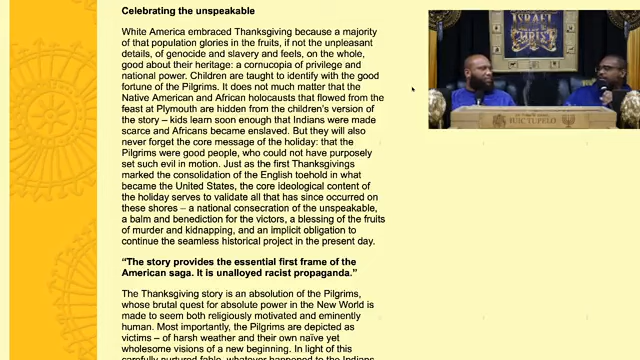 Celebrating the unspeakable
White America embraced Thanksgiving because a majority
of that population glories in the fruits, if not the unpleasant
details, of genocide and slavery and feels, on the whole,
good about their heritage: a cornucopia of privilege and
national power. Children are taught to identify with the good
fortune of the Pilgrims. It does not much matter that the
Native American and African holocausts that flowed from the
feast at Plymouth are hidden from the children's version of
the story – kids learn soon enough that Indians were made
scarce and Africans became enslaved. But they will also
never forget the core message of the holiday: that the
Pilgrims were good people, who could not have purposely
set such evil in motion. Just as the first Thanksgivings
marked the consolidation of the English toehold in what
became the United States, the core ideological content of
the holiday serves to validate all that has since occurred on
these shores – a national consecration of the unspeakable,
a balm and benediction for the victors, a blessing of the fruits
of murder and kidnapping, and an implicit obligation to
continue the seamless historical project in the present day.
“The story provides the essential first frame of the
American saga. It is unalloyed racist propaganda.”
The Thanksgiving story is an absolution of the Pilgrims,
whose brutal quest for absolute power in the New World is
made to seem both religiously motivated and eminently
human. Most importantly, the Pilgrims are depicted as
victims – of harsh weather and their own naïve yet
wholesome visions of a new beginning. In light of this
carefully nurtured fable, whatever happened to the Indians
ISRAEL
CHRIST
IUIC TUPELO